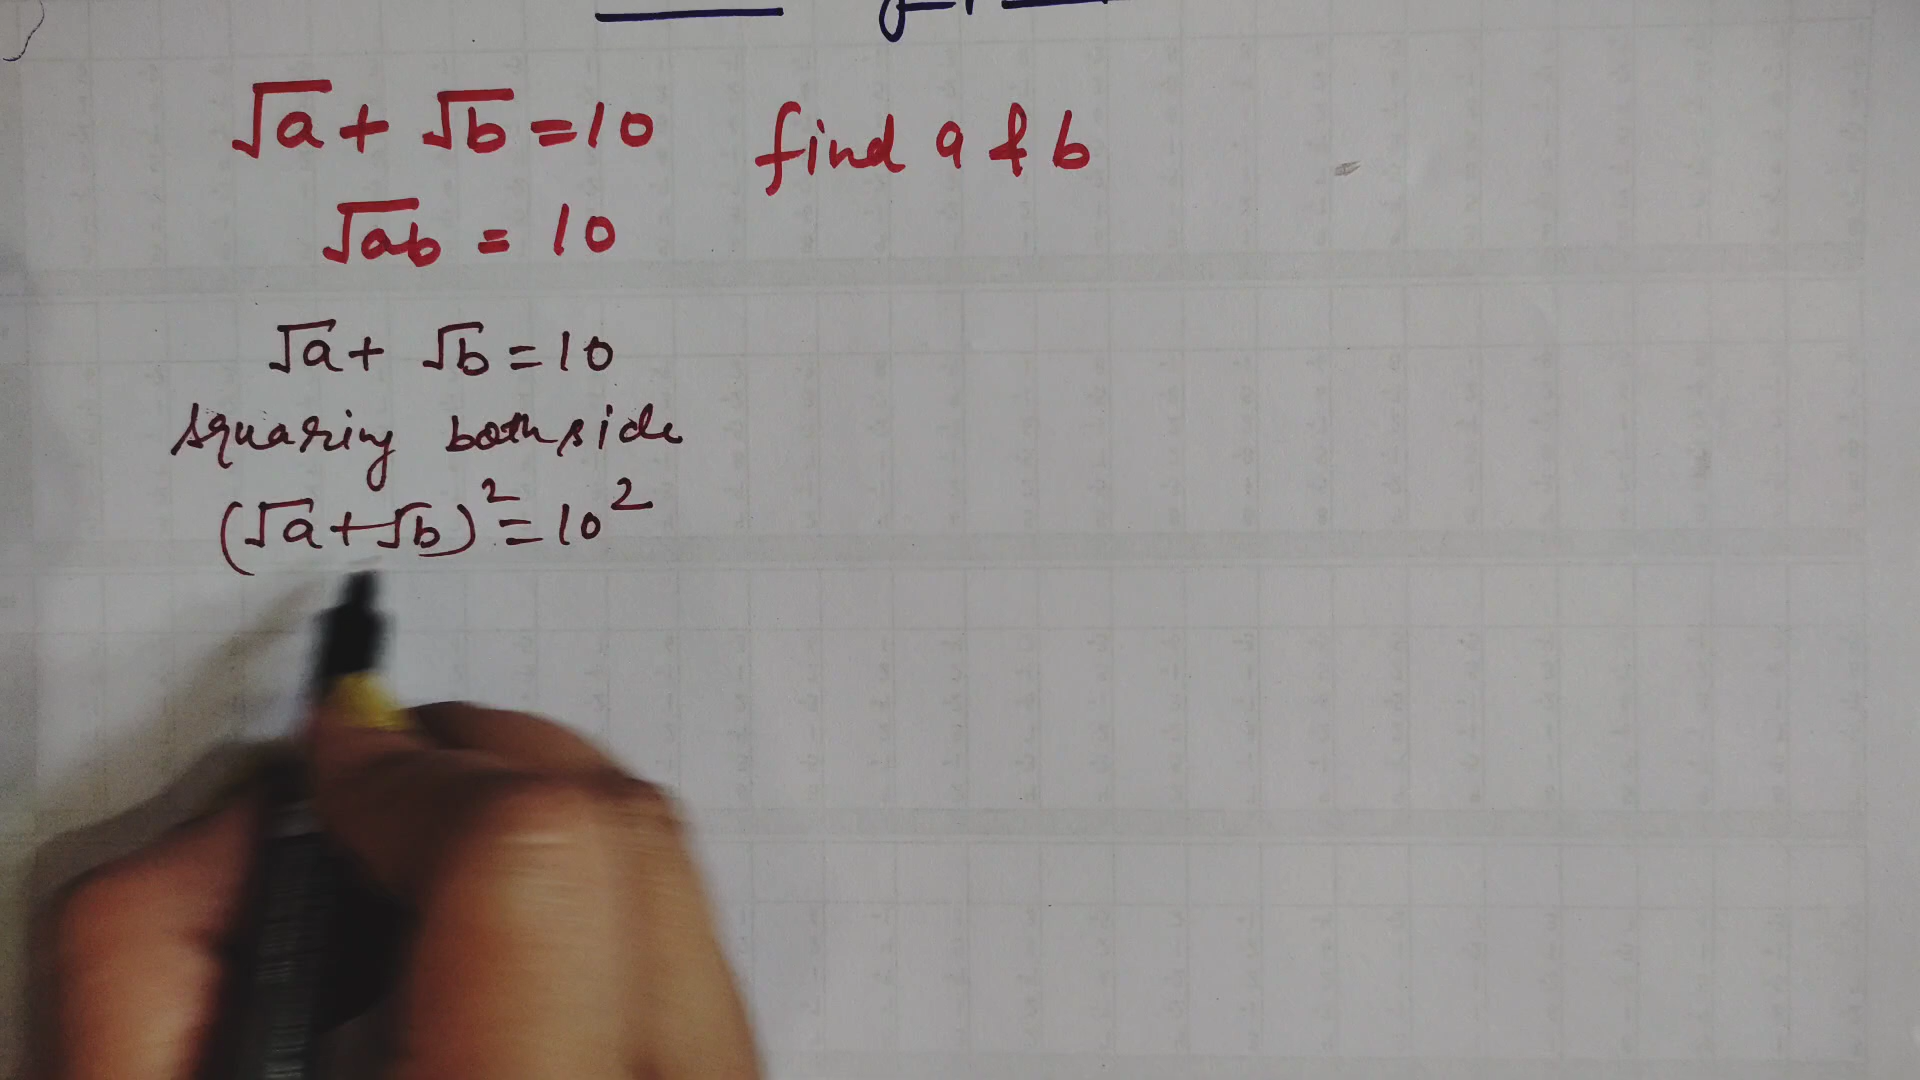 √a + √b = 10 find a & b
√ab = 10
√a + √b = 10
squaring both side
(√a + √b)² = 10²